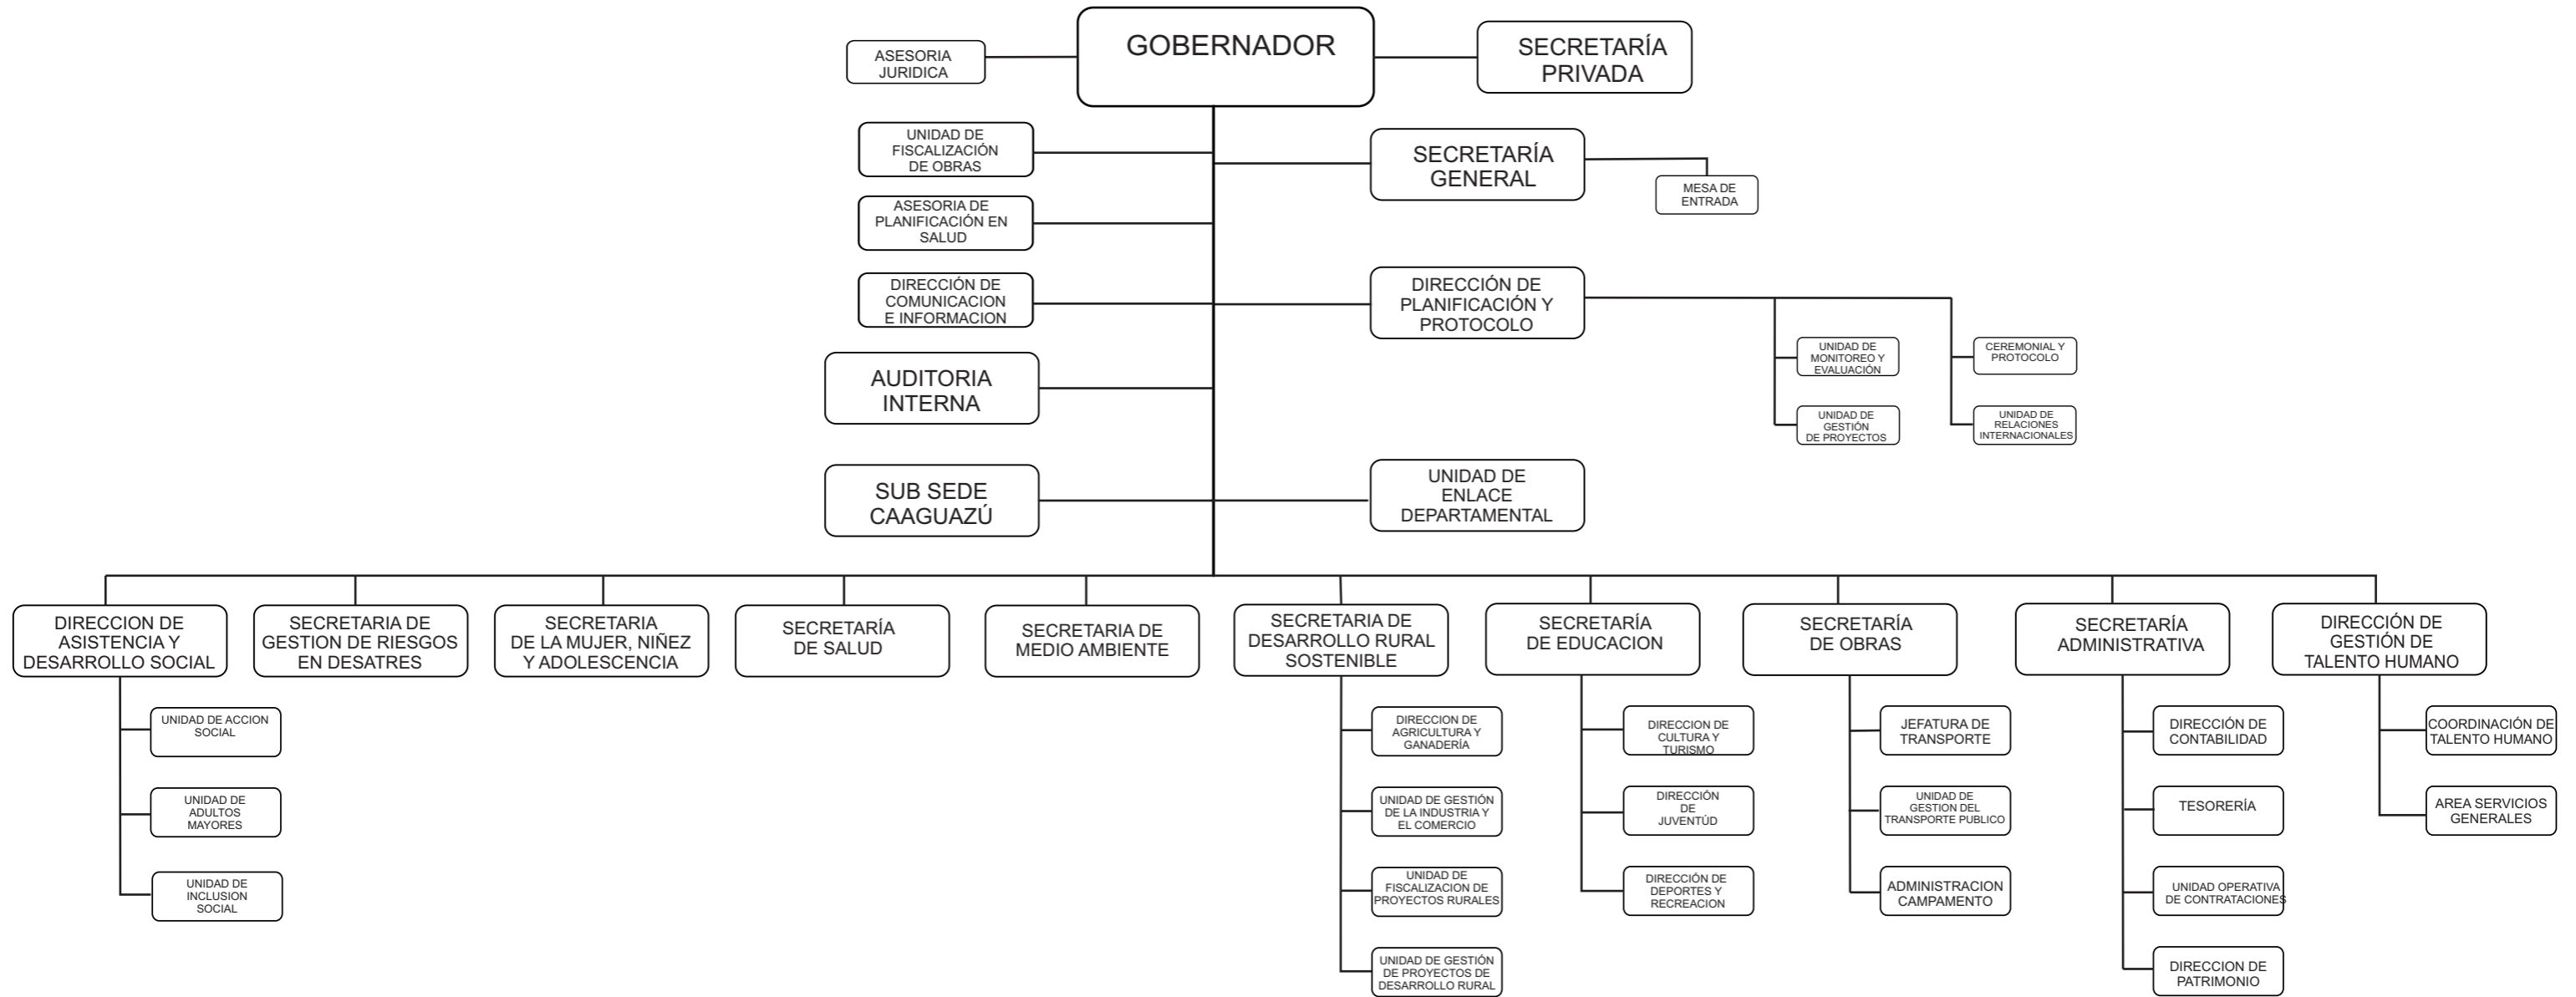 GOBERNADOR
ASESORIA
JURIDICA
SECRETARÍA
PRIVADA
UNIDAD DE
FISCALIZACIÓN
DE OBRAS
SECRETARÍA
GENERAL
MESA DE
ENTRADA
ASESORIA DE
PLANIFICACIÓN EN
SALUD
DIRECCIÓN DE
COMUNICACION
E INFORMACION
DIRECCIÓN DE
PLANIFICACIÓN Y
PROTOCOLO
UNIDAD DE
MONITOREO Y
EVALUACIÓN
CEREMONIAL Y
PROTOCOLO
UNIDAD DE
GESTIÓN
DE PROYECTOS
UNIDAD DE
RELACIONES
INTERNACIONALES
AUDITORIA
INTERNA
SUB SEDE
CAAGUAZÚ
UNIDAD DE
ENLACE
DEPARTAMENTAL
DIRECCION DE
ASISTENCIA Y
DESARROLLO SOCIAL
SECRETARIA DE
GESTION DE RIESGOS
EN DESATRES
SECRETARIA
DE LA MUJER, NIÑEZ
Y ADOLESCENCIA
SECRETARÍA
DE SALUD
SECRETARIA DE
MEDIO AMBIENTE
SECRETARIA DE
DESARROLLO RURAL
SOSTENIBLE
SECRETARÍA
DE EDUCACION
SECRETARÍA
DE OBRAS
SECRETARÍA
ADMINISTRATIVA
DIRECCIÓN DE
GESTIÓN DE
TALENTO HUMANO
UNIDAD DE ACCION
SOCIAL
UNIDAD DE
ADULTOS
MAYORES
UNIDAD DE
INCLUSION
SOCIAL
DIRECCION DE
AGRICULTURA Y
GANADERÍA
UNIDAD DE GESTIÓN
DE LA INDUSTRIA Y
EL COMERCIO
UNIDAD DE
FISCALIZACION DE
PROYECTOS RURALES
UNIDAD DE GESTIÓN
DE PROYECTOS DE
DESARROLLO RURAL
DIRECCION DE
CULTURA Y
TURISMO
DIRECCIÓN
DE
JUVENTÚD
DIRECCIÓN DE
DEPORTES Y
RECREACION
JEFATURA DE
TRANSPORTE
UNIDAD DE
GESTION DEL
TRANSPORTE PUBLICO
ADMINISTRACION
CAMPAMENTO
DIRECCIÓN DE
CONTABILIDAD
TESORERÍA
UNIDAD OPERATIVA
DE CONTRATACIONES
DIRECCION DE
PATRIMONIO
COORDINACIÓN DE
TALENTO HUMANO
AREA SERVICIOS
GENERALES